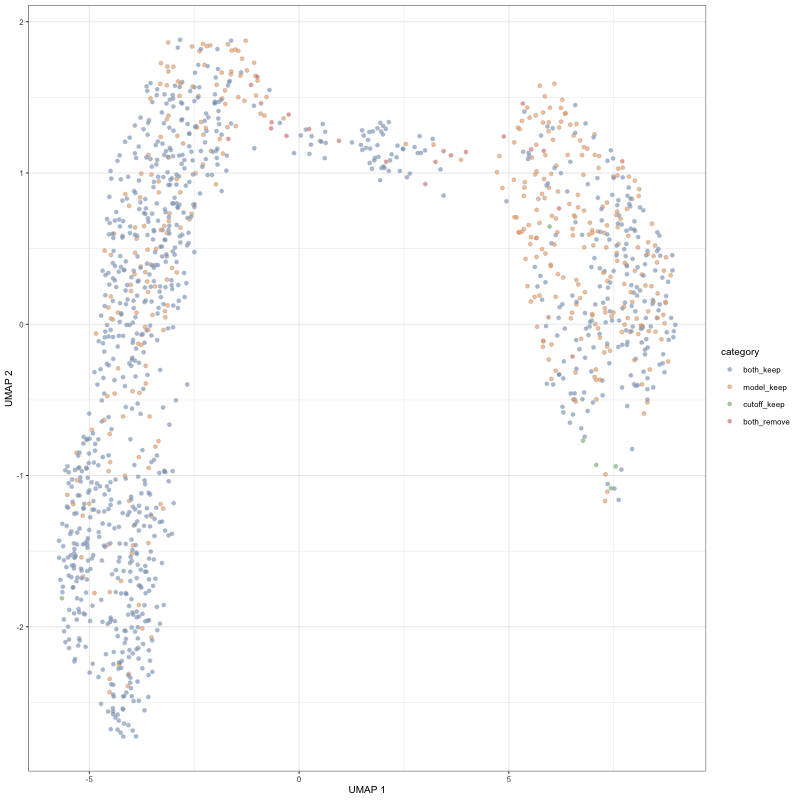 2
1
0
-1
-2
-5
0
5
UMAP 1
UMAP 2
category
both_keep
model_keep
cutoff_keep
both_remove